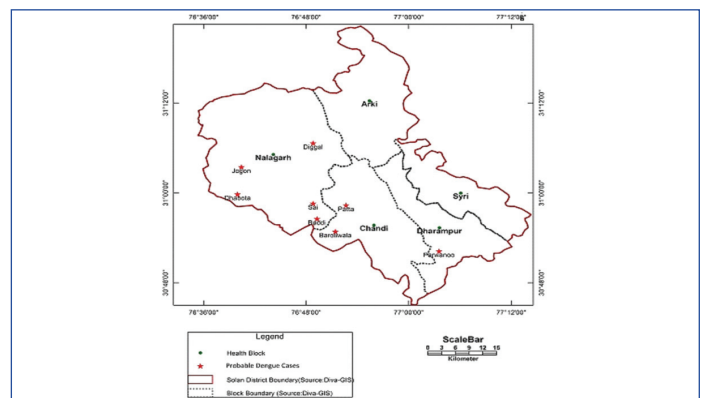 76°36'00" 76°48'00" 77°00'00" 77°12'00"
31°12'00" 31°12'00"
Arki
Diggal
Nalagarh
Jogon
31°00'00" 31°00'00"
Dhabota
Syri
Sai
Patta
Baddi
Chandi
Dharampur
Barotiwala
Parwanoo
30°48'00" 30°48'00"
76°36'00" 76°48'00" 77°00'00" 77°12'00"
Legend
Health Block
Probable Dengue Cases
Solan District Boundary(Source:Diva-GIS)
Block Boundary (Source:Diva-GIS)
ScaleBar
0 3 6 9 12 15
Kilometer